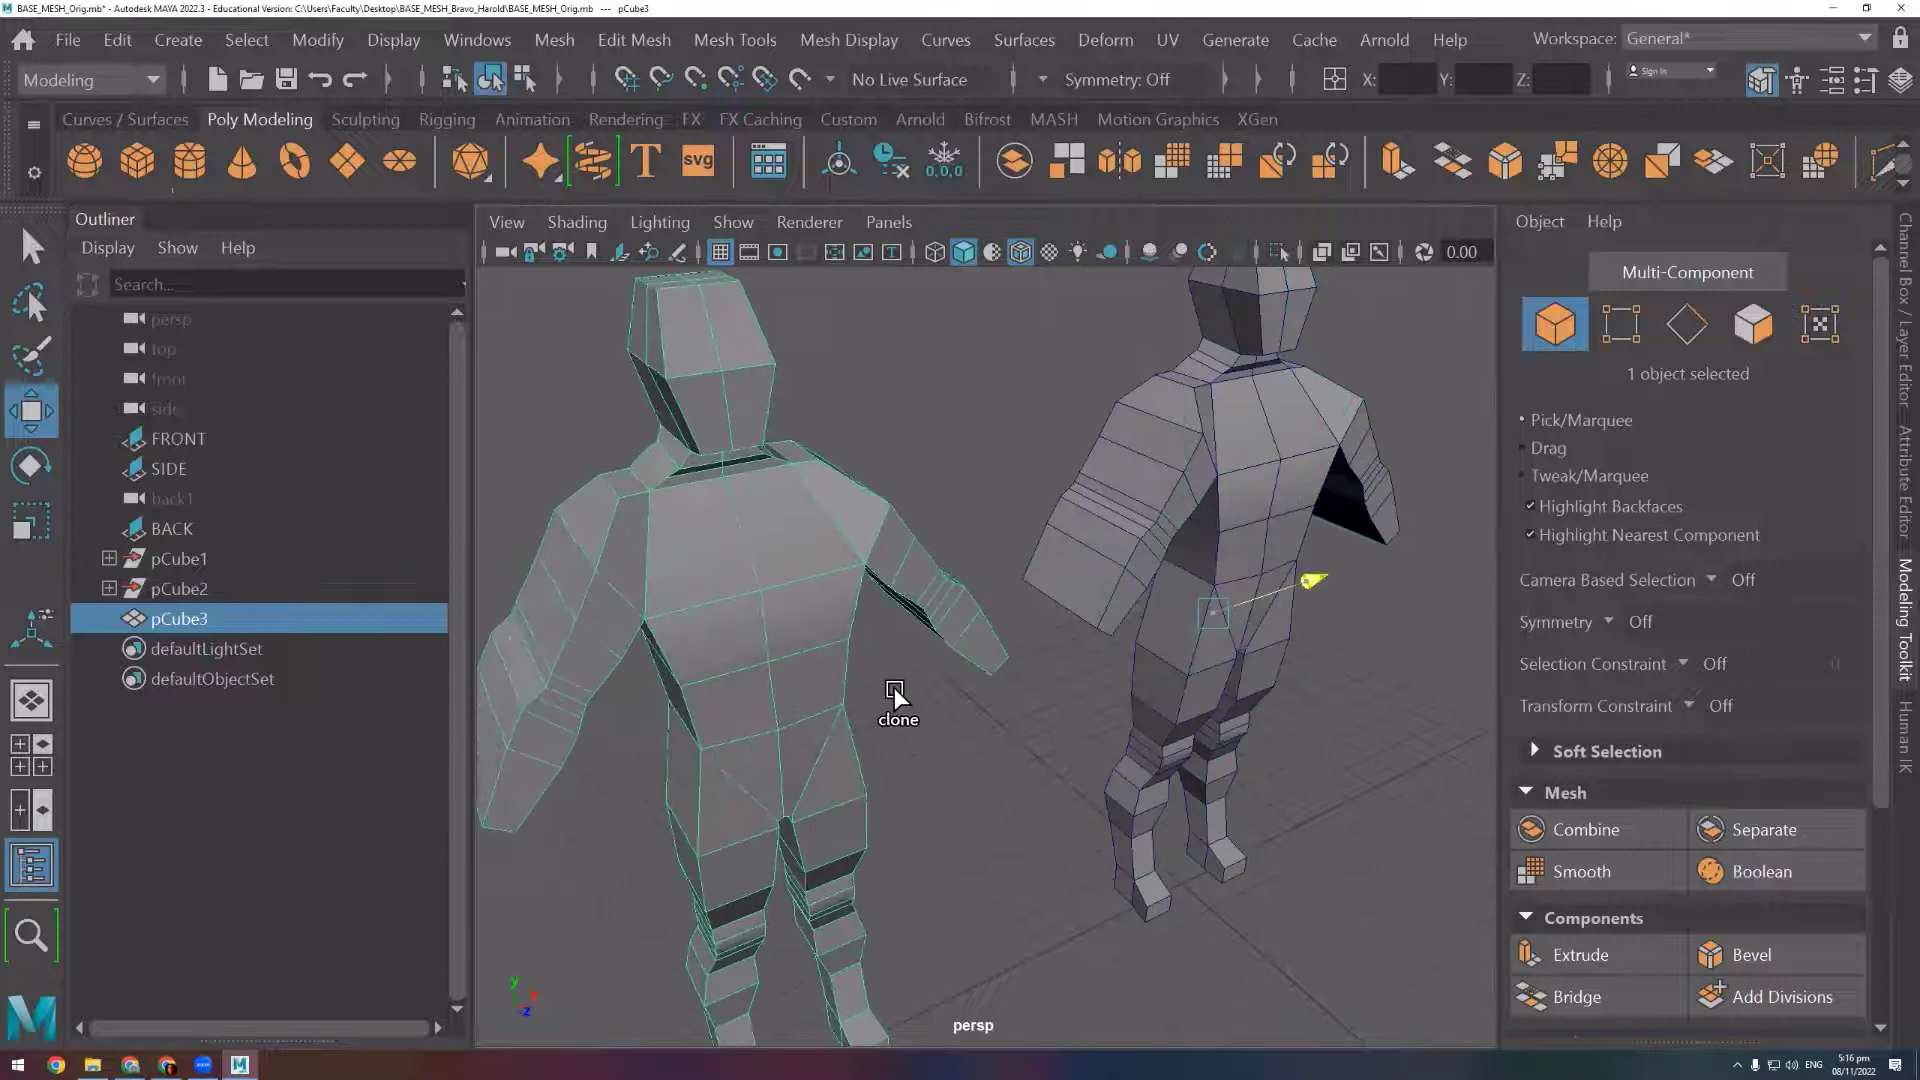 BASE_MESH_Orig.mb* - Autodesk MAYA 2022.3 - Educational Version: C:\Users\Faculty\Desktop\BASE_MESH_Bravo_Harold\BASE_MESH_Orig.mb --- pCube3
File Edit Create Select Modify Display Windows Mesh Edit Mesh Mesh Tools Mesh Display Curves Surfaces Deform UV Generate Cache Arnold Help Workspace: General*
Modeling No Live Surface Symmetry: Off X: Y: Z: Sign in
Curves / Surfaces Poly Modeling Sculpting Rigging Animation Rendering FX FX Caching Custom Arnold Bifrost MASH Motion Graphics XGen
T svg 0,0,0
Outliner
Display Show Help
Search...
persp
top
front
side
FRONT
SIDE
back1
BACK
pCube1
pCube2
pCube3
defaultLightSet
defaultObjectSet
View Shading Lighting Show Renderer Panels
0.00
clone
y
x
z
persp
Object Help
Multi-Component
1 object selected
Pick/Marquee
Drag
Tweak/Marquee
Highlight Backfaces
Highlight Nearest Component
Camera Based Selection Off
Symmetry Off
Selection Constraint Off 0
Transform Constraint Off
Soft Selection
Mesh
Combine Separate
Smooth Boolean
Components
Extrude Bevel
Bridge Add Divisions
Channel Box / Layer Editor
Attribute Editor
Modeling Toolkit
Human IK
ENG
5:16 pm
08/11/2022